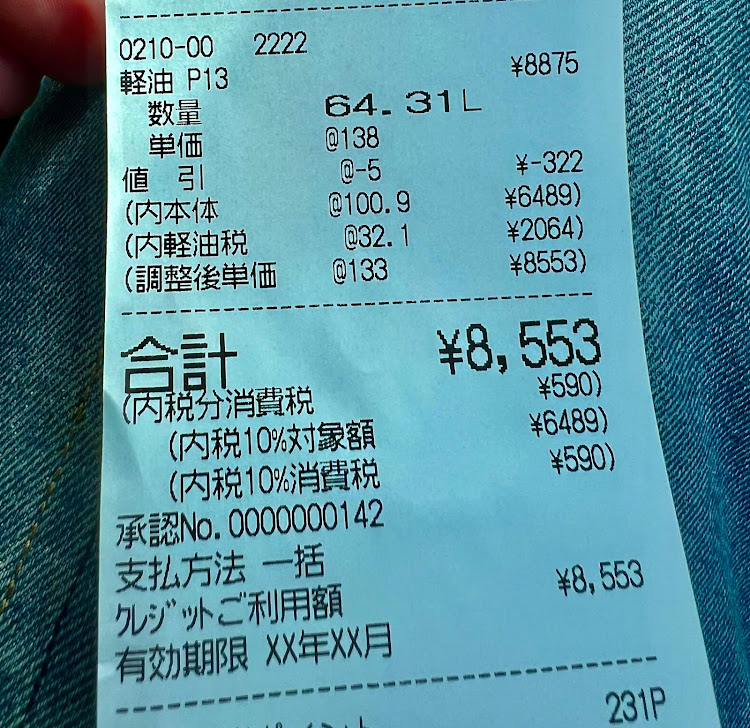 0210-00 2222
軽油 P13 ¥8875
数量 64.31L
単価 @138
値 引 @-5 ¥-322
(内本体 @100.9 ¥6489)
(内軽油税 @32.1 ¥2064)
(調整後単価 @133 ¥8553)
合計 ¥8,553
(内税分消費税 ¥590)
(内税10%対象額 ¥6489)
(内税10%消費税 ¥590)
承認No.0000000142
支払方法 一括
クレジットご利用額 ¥8,553
有効期限 XX年XX月
231P